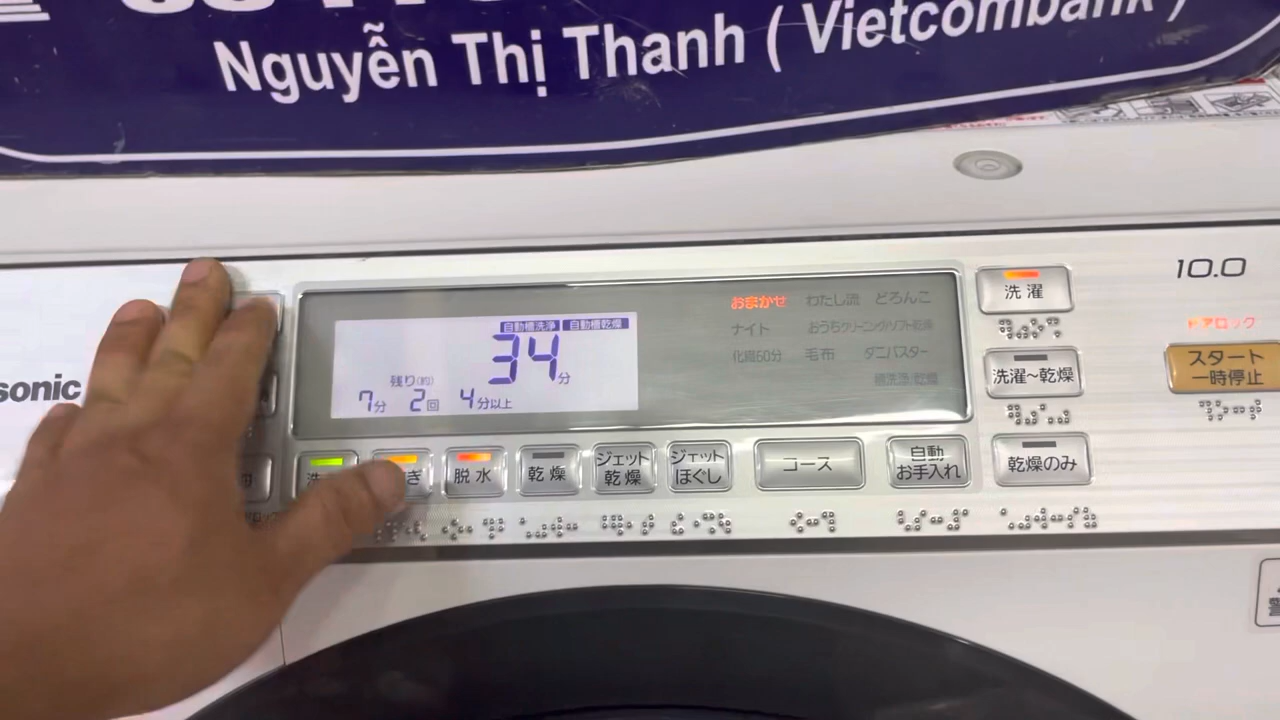 Nguyễn Thị Thanh ( Vietcombank )
sonic
自動槽洗浄 自動槽乾燥
34分
残り(約)
7分 2回 4分以上
おまかせ わたし流 どろんこ
ナイト おうちクリーニング/ソフト乾燥
化繊60分 毛布 ダニバスター
槽洗浄/乾燥
洗濯
洗濯~乾燥
乾燥のみ
10.0
ドアロック
スタート
一時停止
洗
ぎ
脱水
乾燥
ジェット
乾燥
ジェット
ほぐし
コース
自動
お手入れ